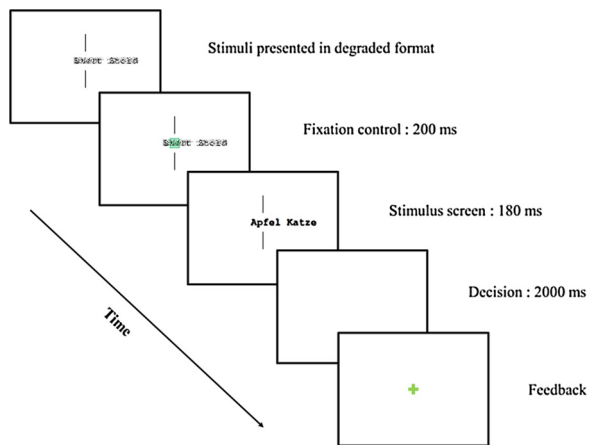 Stimuli presented in degraded format
Fixation control : 200 ms
Apfel Katze
Stimulus screen : 180 ms
Decision : 2000 ms
Time
Feedback